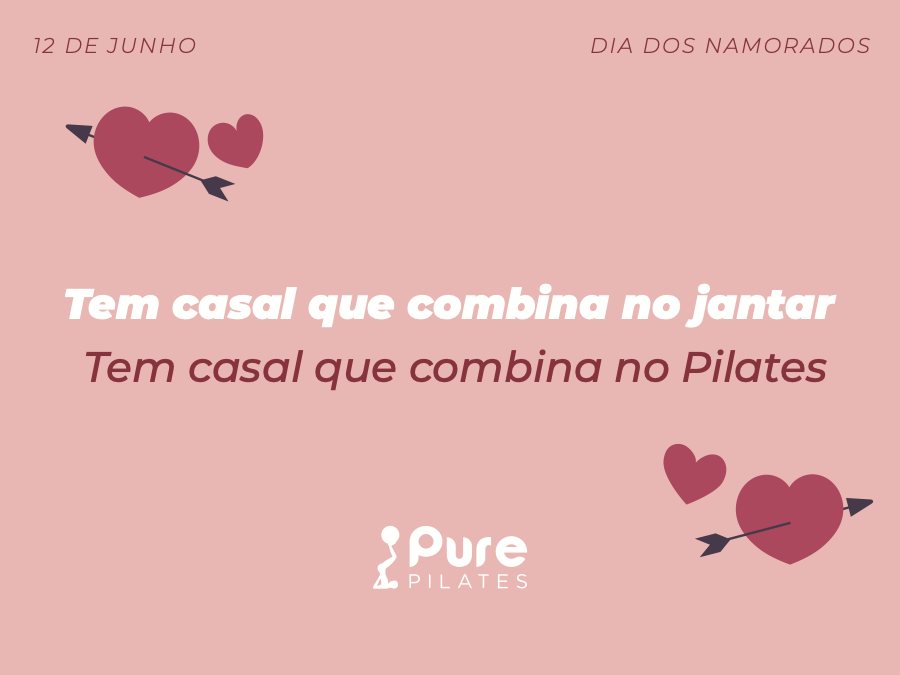 12 DE JUNHO
DIA DOS NAMORADOS
Tem casal que combina no jantar
Tem casal que combina no Pilates
Pure
PILATES